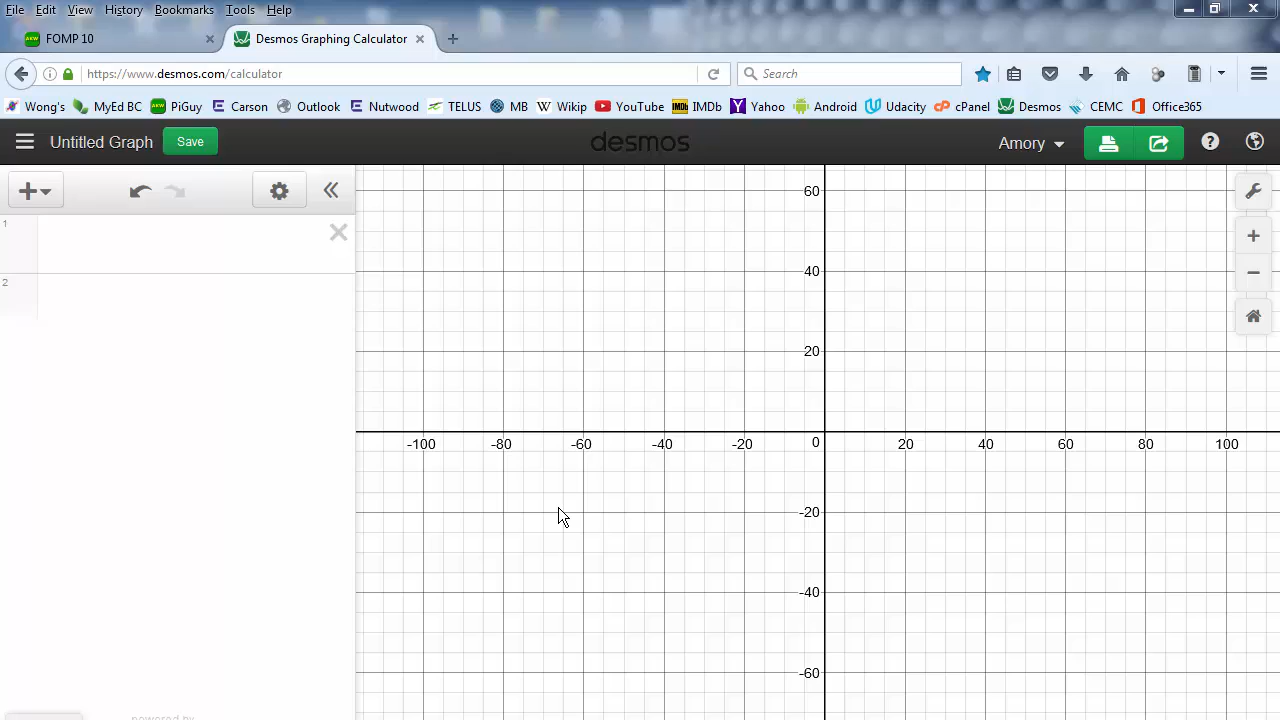 File Edit View History Bookmarks Tools Help
FOMP 10 Desmos Graphing Calculator
https://www.desmos.com/calculator Search
Wong's MyEd BC PiGuy Carson Outlook Nutwood TELUS MB Wikip YouTube IMDb Yahoo Android Udacity cPanel Desmos CEMC Office365
Untitled Graph Save desmos Amory
1
2
60
40
20
-100 -80 -60 -40 -20 0 20 40 60 80 100
-20
-40
-60
powered by